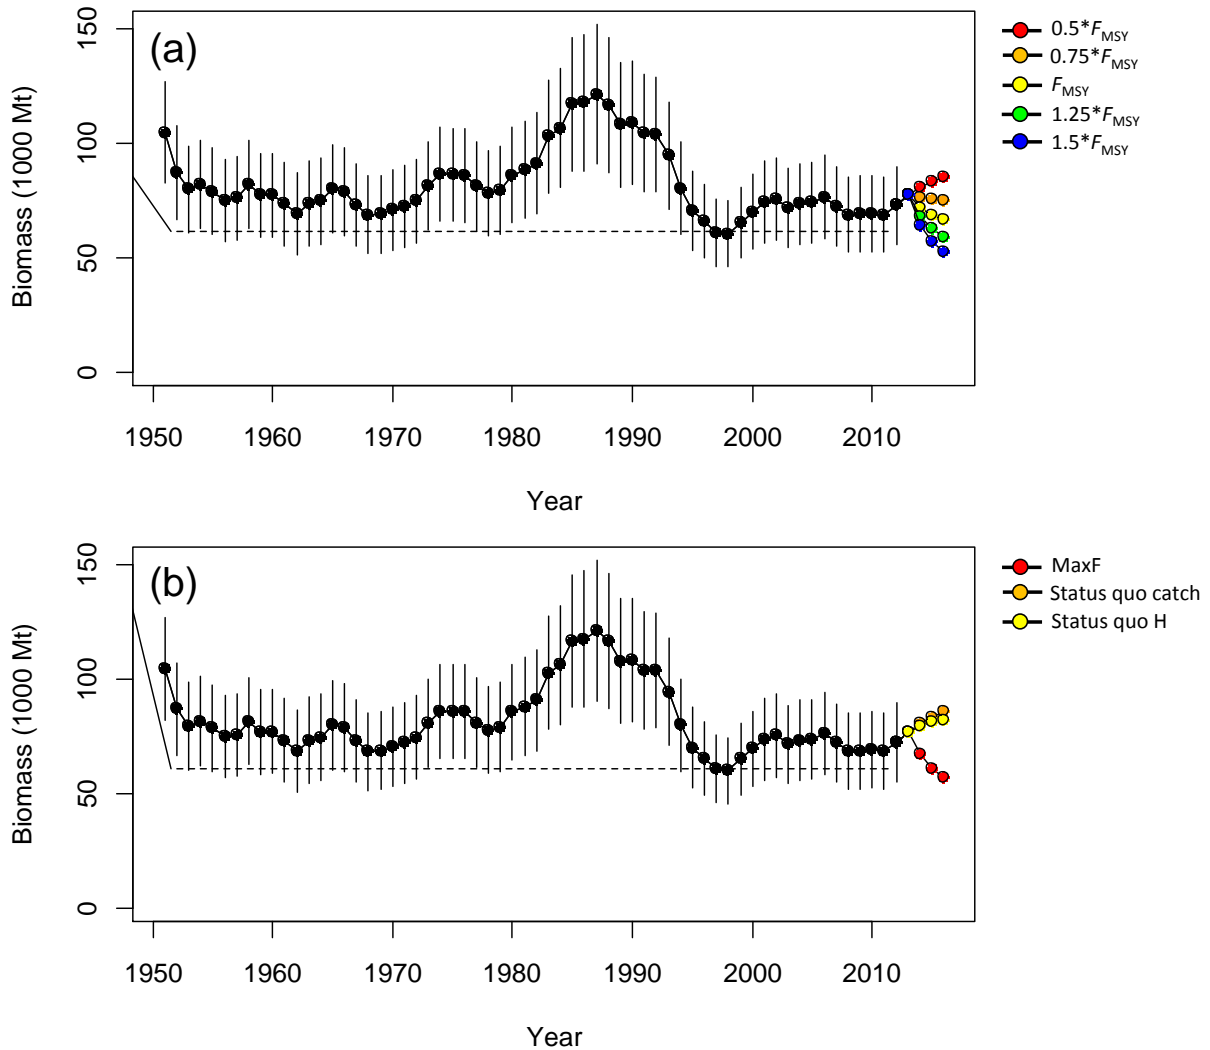 (a)
Biomass (1000 Mt)
150
100
50
0
1950 1960 1970 1980 1990 2000 2010
Year
0.5*FMSY
0.75*FMSY
FMSY
1.25*FMSY
1.5*FMSY
(b)
Biomass (1000 Mt)
150
100
50
0
1950 1960 1970 1980 1990 2000 2010
Year
MaxF
Status quo catch
Status quo H